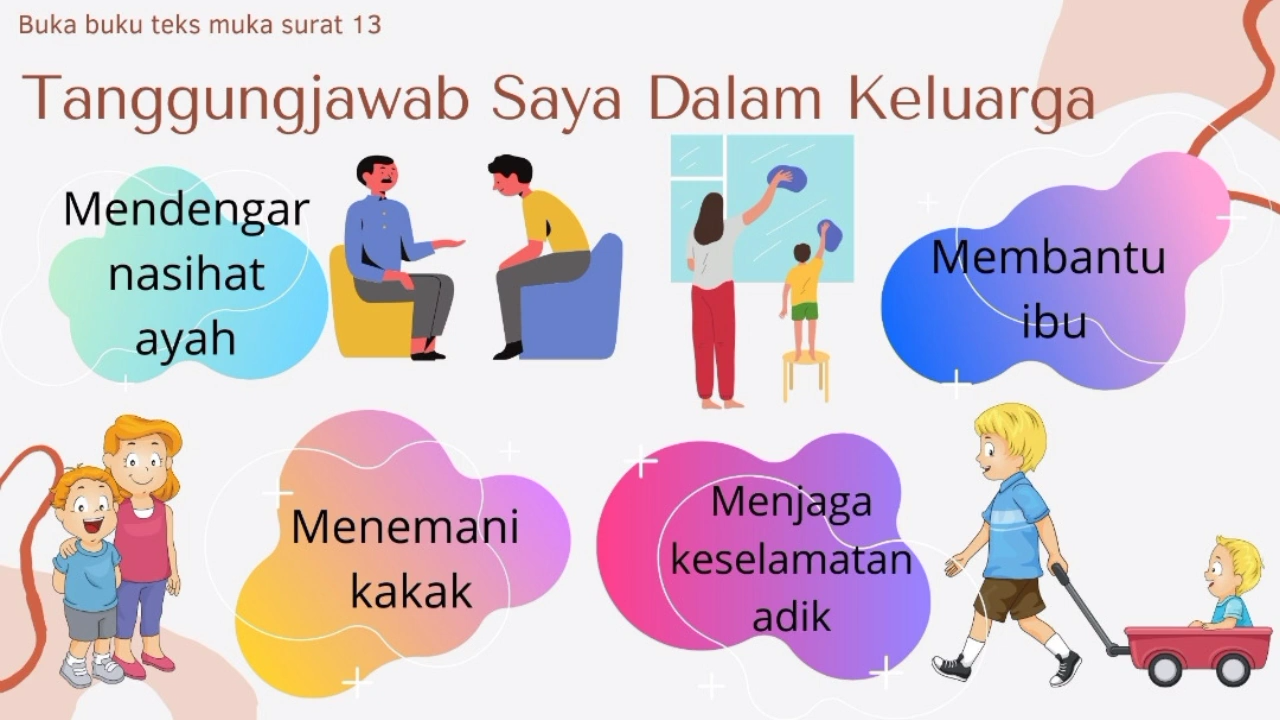 Buka buku teks muka surat 13
Tanggungjawab Saya Dalam Keluarga
Mendengar
nasihat
ayah
Membantu
ibu
Menemani
kakak
Menjaga
keselamatan
adik